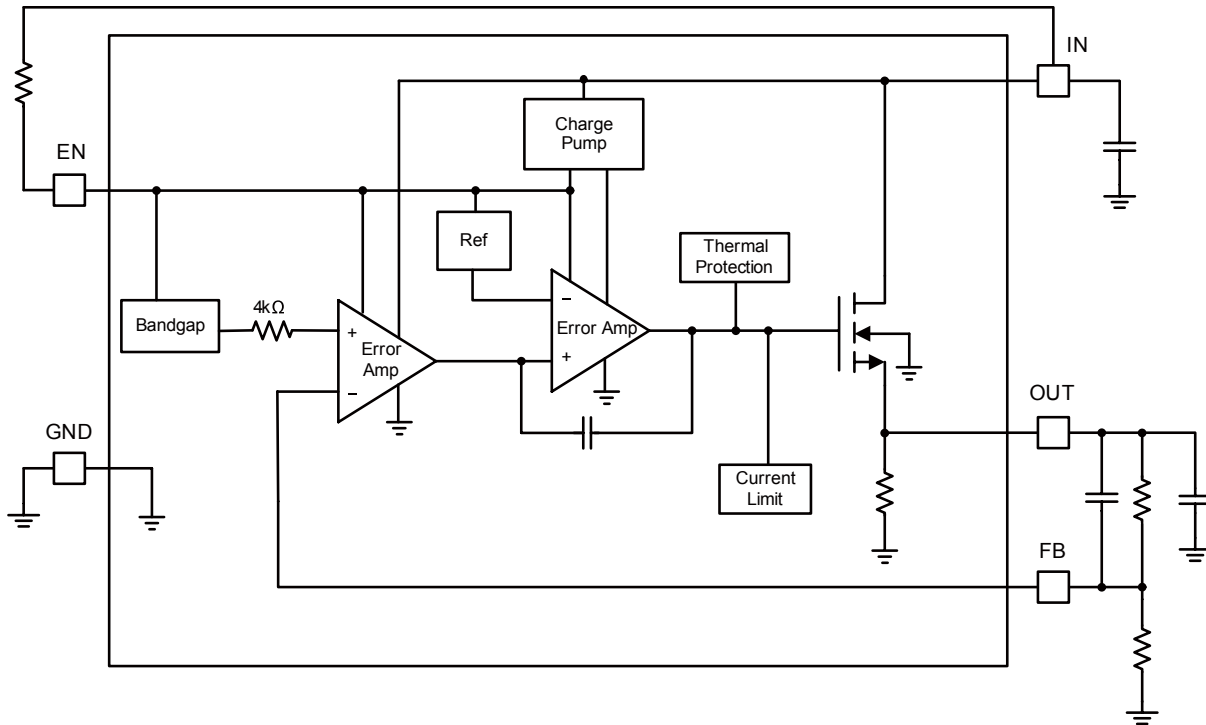 IN
Charge
Pump
EN
Ref
Thermal
Protection
4kΩ
Bandgap
+
Error
Amp
−
−
Error Amp
+
OUT
GND
Current
Limit
FB